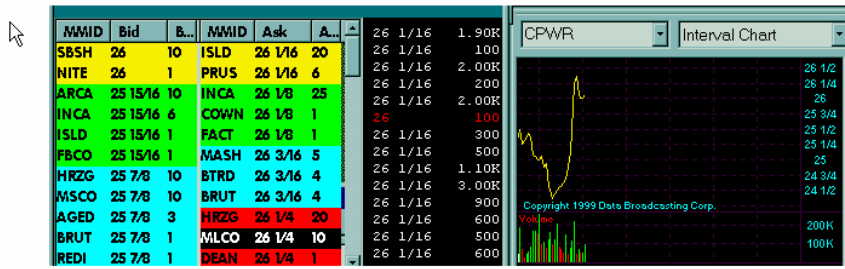 MMID Bid B... MMID Ask A...
SBSH 26 10 ISLD 26 1/16 20
NITE 26 1 PRUS 26 1/16 6
ARCA 25 15/16 10 INCA 26 1/8 25
INCA 25 15/16 6 COWN 26 1/8 1
ISLD 25 15/16 1 FACT 26 1/8 1
FBCO 25 15/16 1 MASH 26 3/16 5
HRZG 25 7/8 10 BTRD 26 3/16 4
MSCO 25 7/8 10 BRUT 26 3/16 4
AGED 25 7/8 3 HRZG 26 1/4 20
BRUT 25 7/8 1 MLCO 26 1/4 10
REDI 25 7/8 1 DEAN 26 1/4 1
26 1/16 1.90K
26 1/16 100
26 1/16 2.00K
26 1/16 200
26 1/16 2.00K
26 100
26 1/16 300
26 1/16 500
26 1/16 1.10K
26 1/16 3.00K
26 1/16 900
26 1/16 600
26 1/16 500
26 1/16 600
CPWR Interval Chart
26 1/2
26 1/4
26
25 3/4
25 1/2
25 1/4
25
24 3/4
24 1/2
Copyright 1999 Data Broadcasting Corp.
Volume
200K
100K